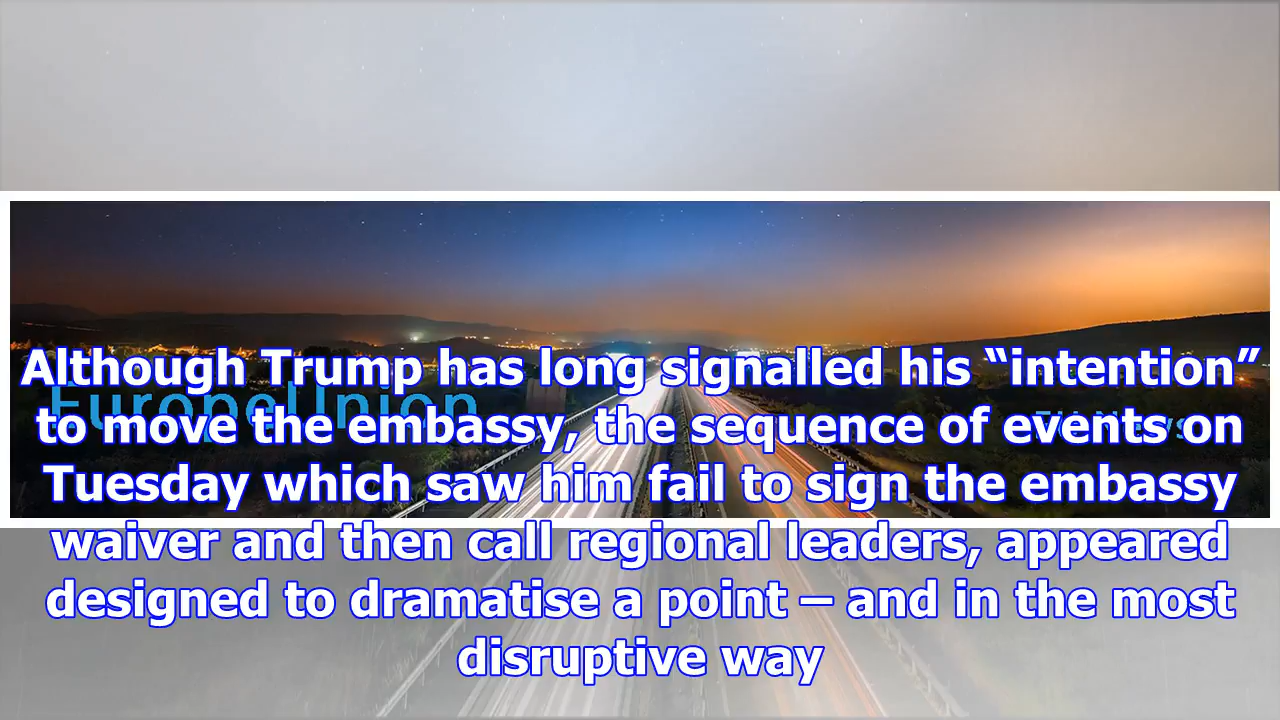 Although Trump has long signalled his “intention”
to move the embassy, the sequence of events on
Tuesday which saw him fail to sign the embassy
waiver and then call regional leaders, appeared
designed to dramatise a point – and in the most
disruptive way
EuropeUnion